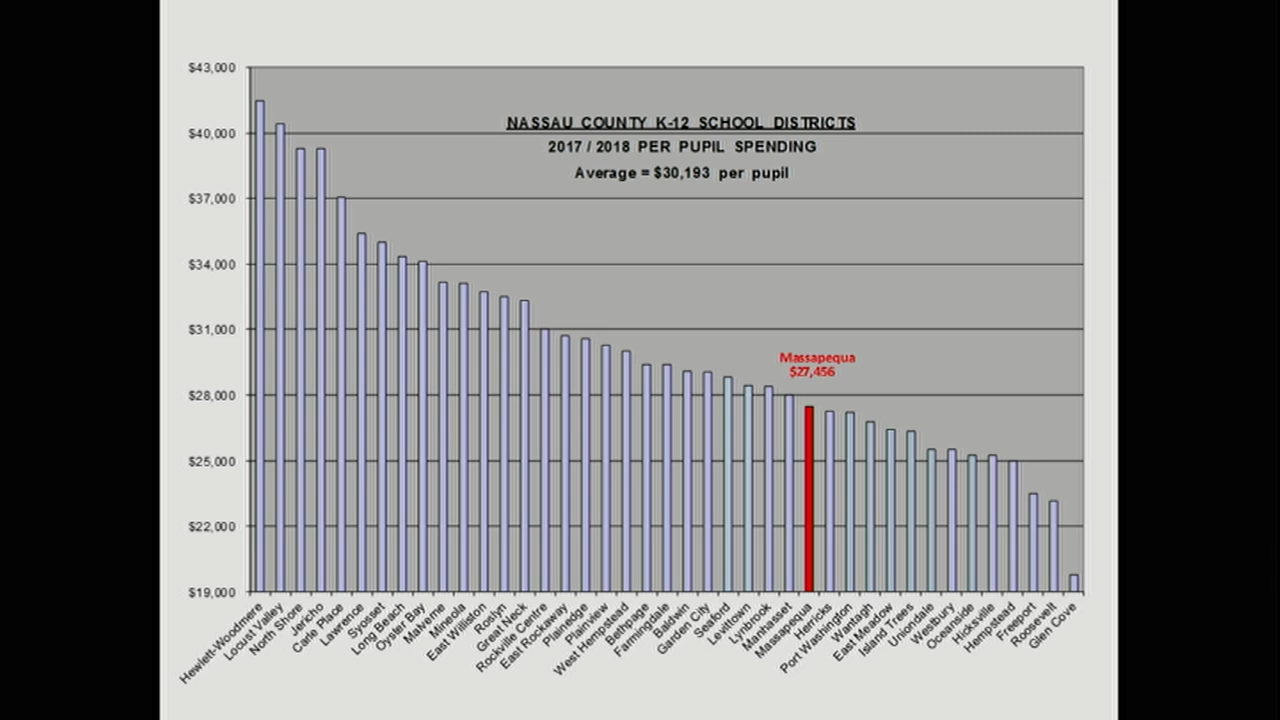 $43,000
$40,000
$37,000
$34,000
$31,000
$28,000
$25,000
$22,000
$19,000
NASSAU COUNTY K-12 SCHOOL DISTRICTS
2017 / 2018 PER PUPIL SPENDING
Average = $30,193 per pupil
Massapequa
$27,456
Hewlett-Woodmere
Locust Valley
North Shore
Jericho
Carle Place
Lawrence
Syosset
Long Beach
Oyster Bay
Malverne
Mineola
East Williston
Roslyn
Great Neck
Rockville Centre
East Rockaway
Plainedge
Plainview
West Hempstead
Bethpage
Farmingdale
Baldwin
Garden City
Seaford
Levittown
Lynbrook
Manhasset
Massapequa
Herricks
Port Washington
Wantagh
East Meadow
Island Trees
Uniondale
Westbury
Oceanside
Hicksville
Hempstead
Freeport
Roosevelt
Glen Cove